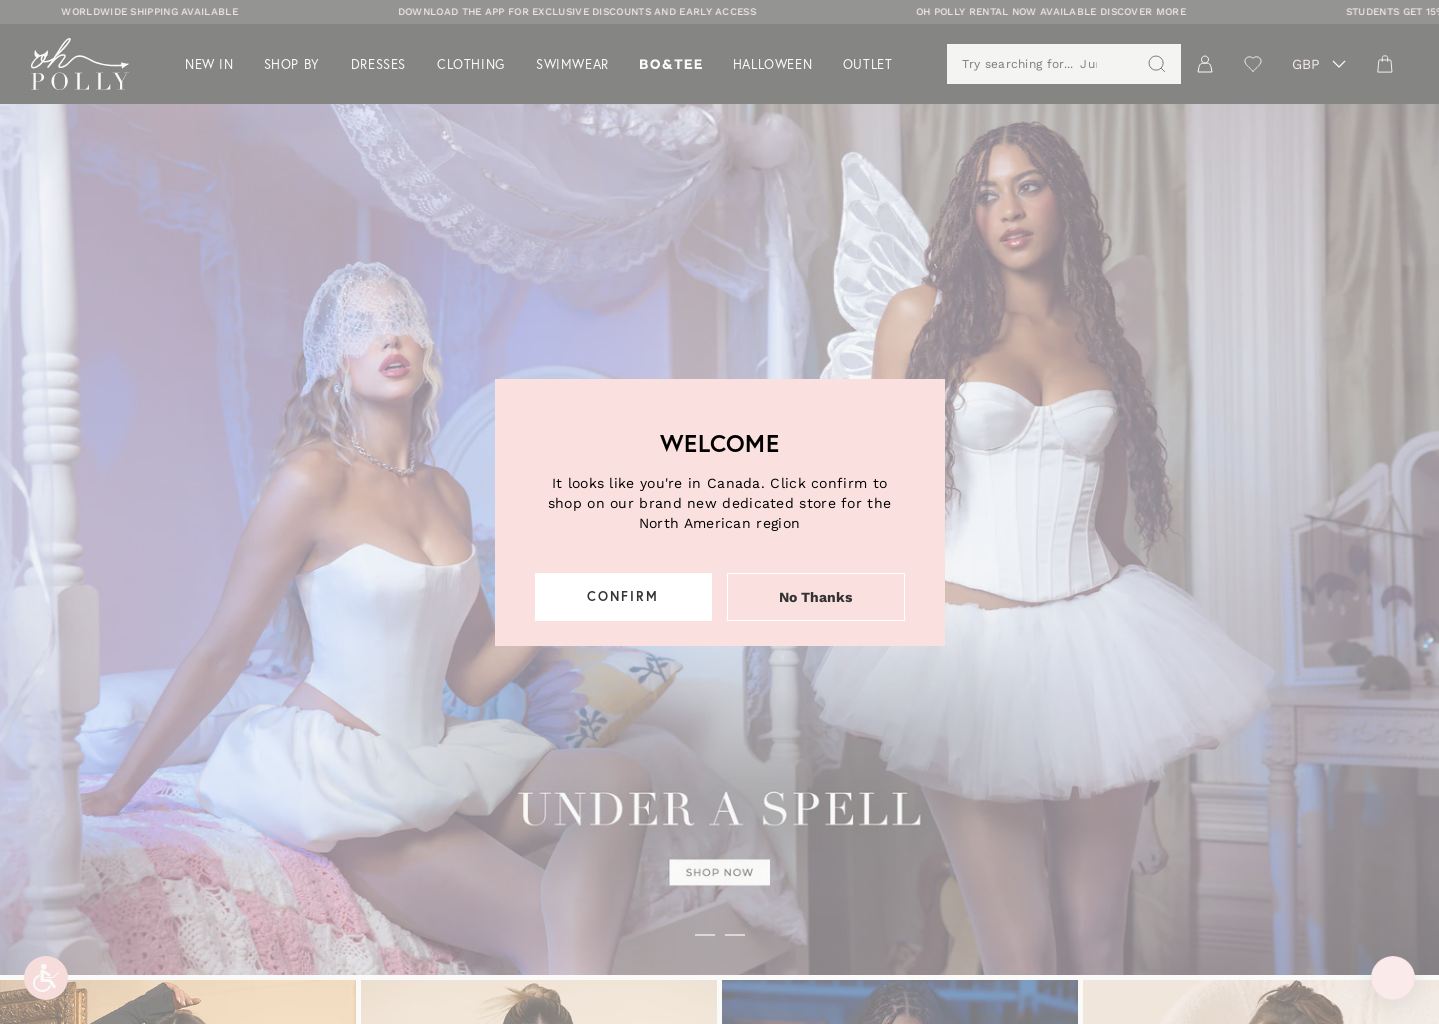 WORLDWIDE SHIPPING AVAILABLE
DOWNLOAD THE APP FOR EXCLUSIVE DISCOUNTS AND EARLY ACCESS
OH POLLY RENTAL NOW AVAILABLE DISCOVER MORE
STUDENTS GET 15%
oh POLLY
NEW IN
SHOP BY
DRESSES
CLOTHING
SWIMWEAR
BO&TEE
HALLOWEEN
OUTLET
Try searching for... Ju
GBP
WELCOME
It looks like you're in Canada. Click confirm to
shop on our brand new dedicated store for the
North American region
CONFIRM
No Thanks
UNDER A SPELL
SHOP NOW